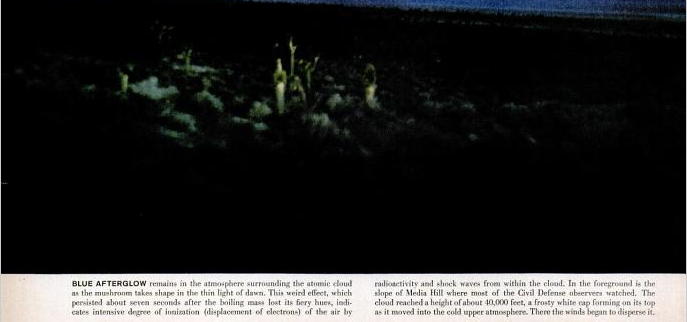 BLUE AFTERGLOW remains in the atmosphere surrounding the atomic cloud
as the mushroom takes shape in the thin light of dawn. This weird effect, which
persisted about seven seconds after the boiling mass lost its fiery hues, indi-
cates intensive degree of ionization (displacement of electrons) of the air by
radioactivity and shock waves from within the cloud. In the foreground is the
slope of Media Hill where most of the Civil Defense observers watched. The
cloud reached a height of about 40,000 feet, a frosty white cap forming on its top
as it moved into the cold upper atmosphere. There the winds began to disperse it.